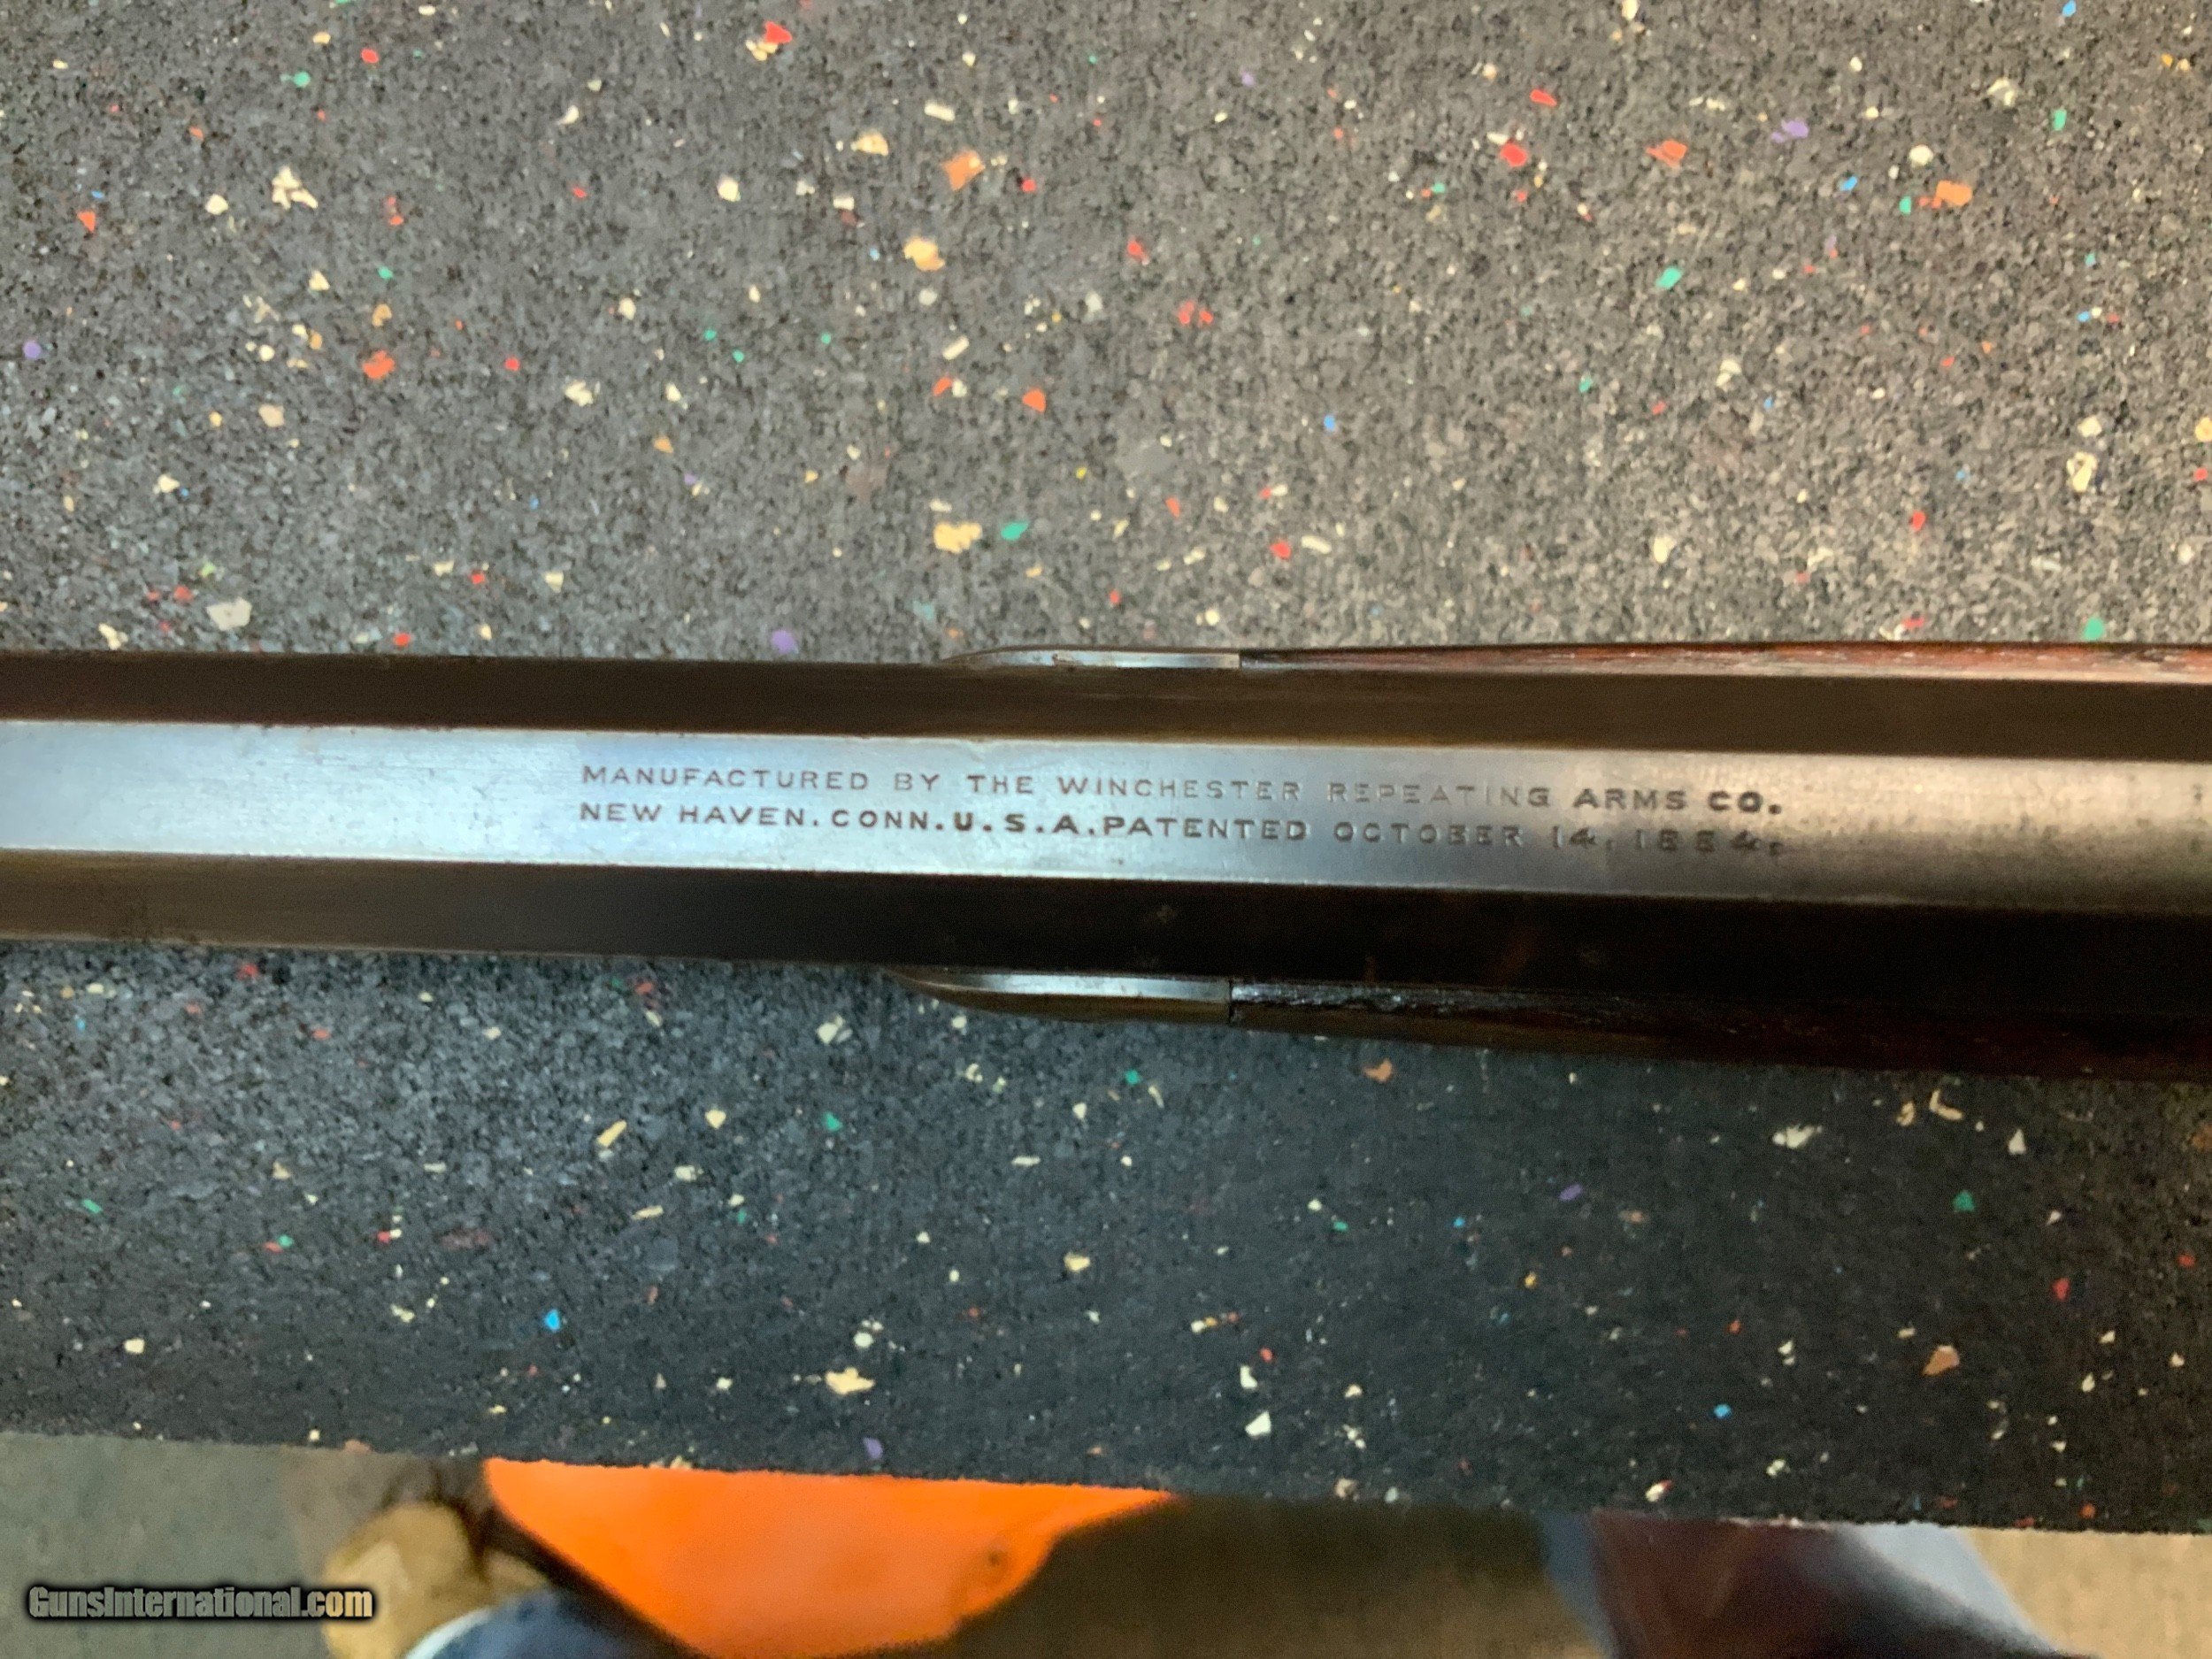 MANUFACTURED BY THE WINCHESTER REPEATING ARMS CO.
NEW HAVEN. CONN. U. S. A. PATENTED OCTOBER 14, 1884.
GunsInternational.com